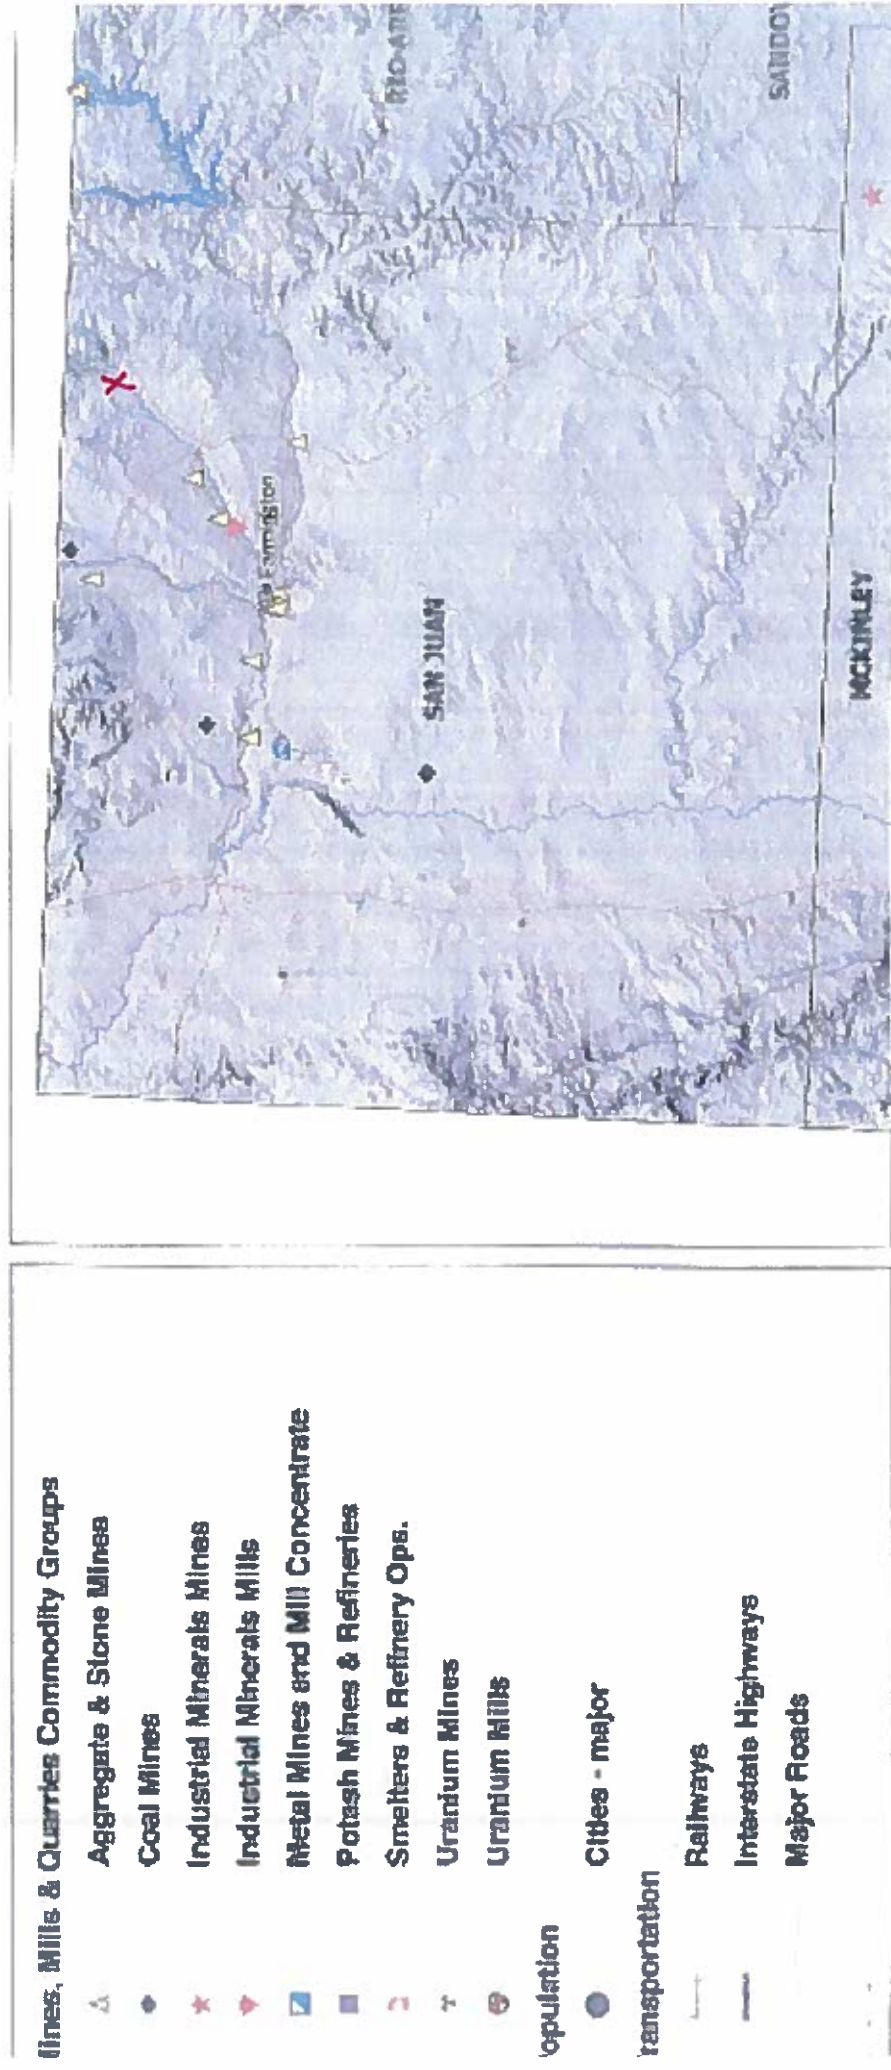 Mines, Mills & Quarries Commodity Groups
Aggregate & Stone Mines
Coal Mines
Industrial Minerals Mines
Industrial Minerals Mills
Metal Mines and Mill Concentrate
Potash Mines & Refineries
Smelters & Refinery Ops.
Uranium Mines
Uranium Mills
opulation
Cities - major
ransportation
Railways
Interstate Highways
Major Roads
RIO ARR
SANDOV
Farmington
SAN JUAN
MCKINLEY
X